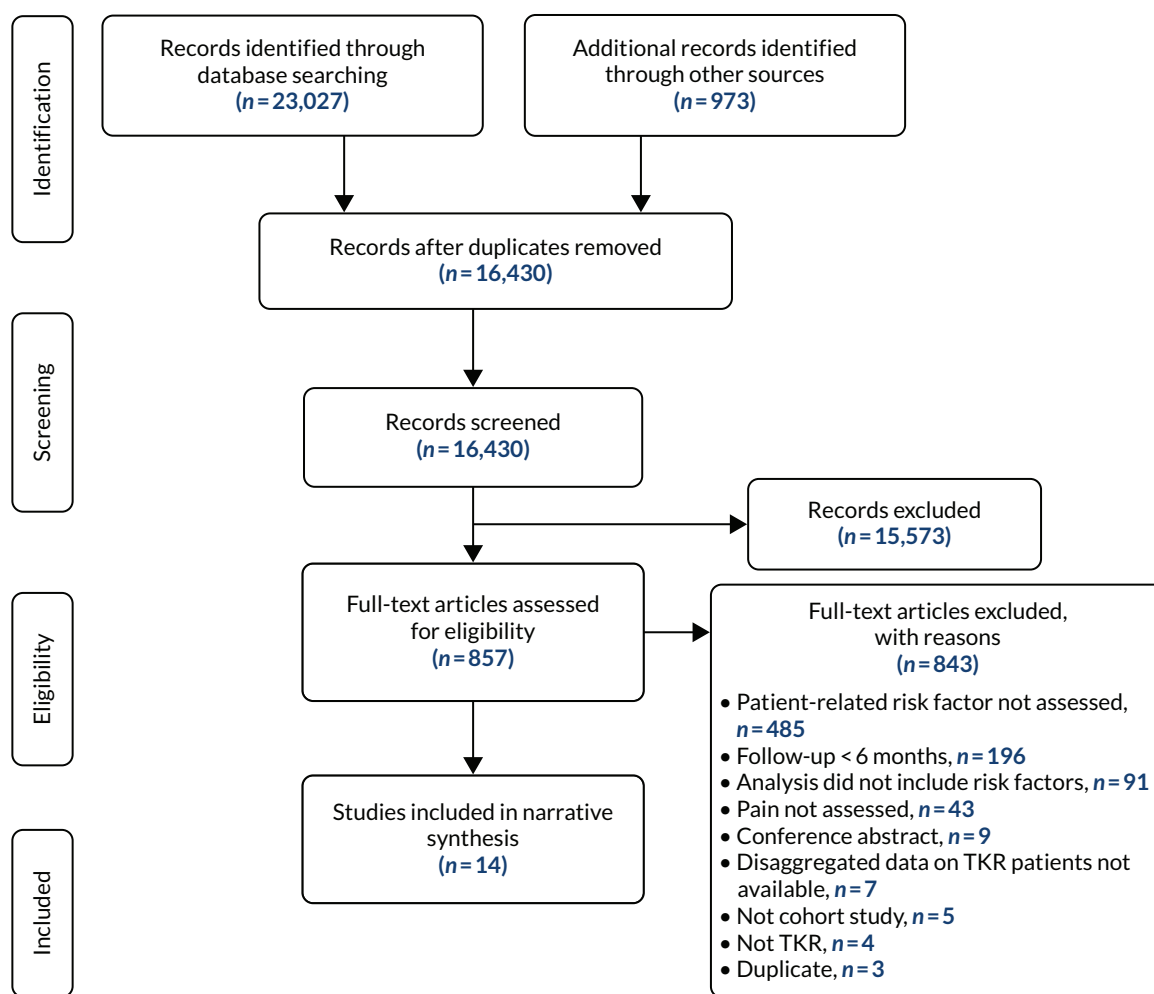 Identification
Records identified through
database searching
(n = 23,027)
Additional records identified
through other sources
(n = 973)
Records after duplicates removed
(n = 16,430)
Screening
Records screened
(n = 16,430)
Records excluded
(n = 15,573)
Eligibility
Full-text articles assessed
for eligibility
(n = 857)
Full-text articles excluded,
with reasons
(n = 843)
• Patient-related risk factor not assessed,
n = 485
• Follow-up < 6 months, n = 196
• Analysis did not include risk factors, n = 91
• Pain not assessed, n = 43
• Conference abstract, n = 9
• Disaggregated data on TKR patients not
available, n = 7
• Not cohort study, n = 5
• Not TKR, n = 4
• Duplicate, n = 3
Included
Studies included in narrative
synthesis
(n = 14)